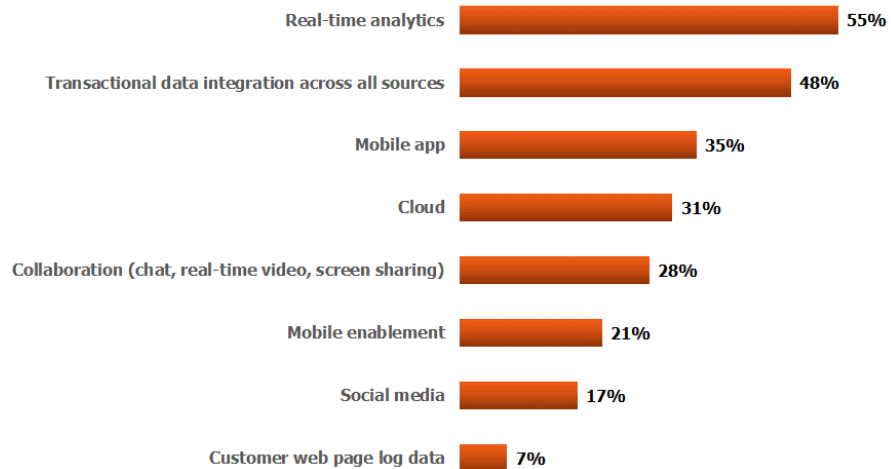 Real-time analytics 55%
Transactional data integration across all sources 48%
Mobile app 35%
Cloud 31%
Collaboration (chat, real-time video, screen sharing) 28%
Mobile enablement 21%
Social media 17%
Customer web page log data 7%